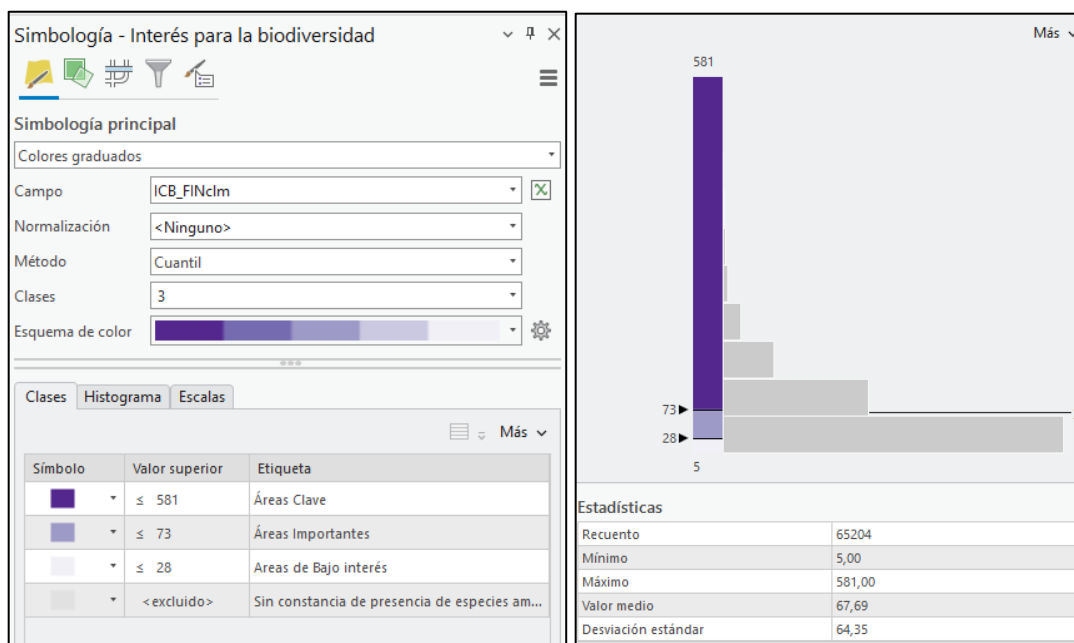 Simbología - Interés para la biodiversidad
Simbología principal
Colores graduados
Campo ICB_FINclm
Normalización <Ninguno>
Método Cuantil
Clases 3
Esquema de color
Clases Histograma Escalas
Más
Símbolo Valor superior Etiqueta
≤ 581 Áreas Clave
≤ 73 Áreas Importantes
≤ 28 Areas de Bajo interés
<excluido> Sin constancia de presencia de especies am...
Más
581
73
28
5
Estadísticas
Recuento 65204
Mínimo 5,00
Máximo 581,00
Valor medio 67,69
Desviación estándar 64,35